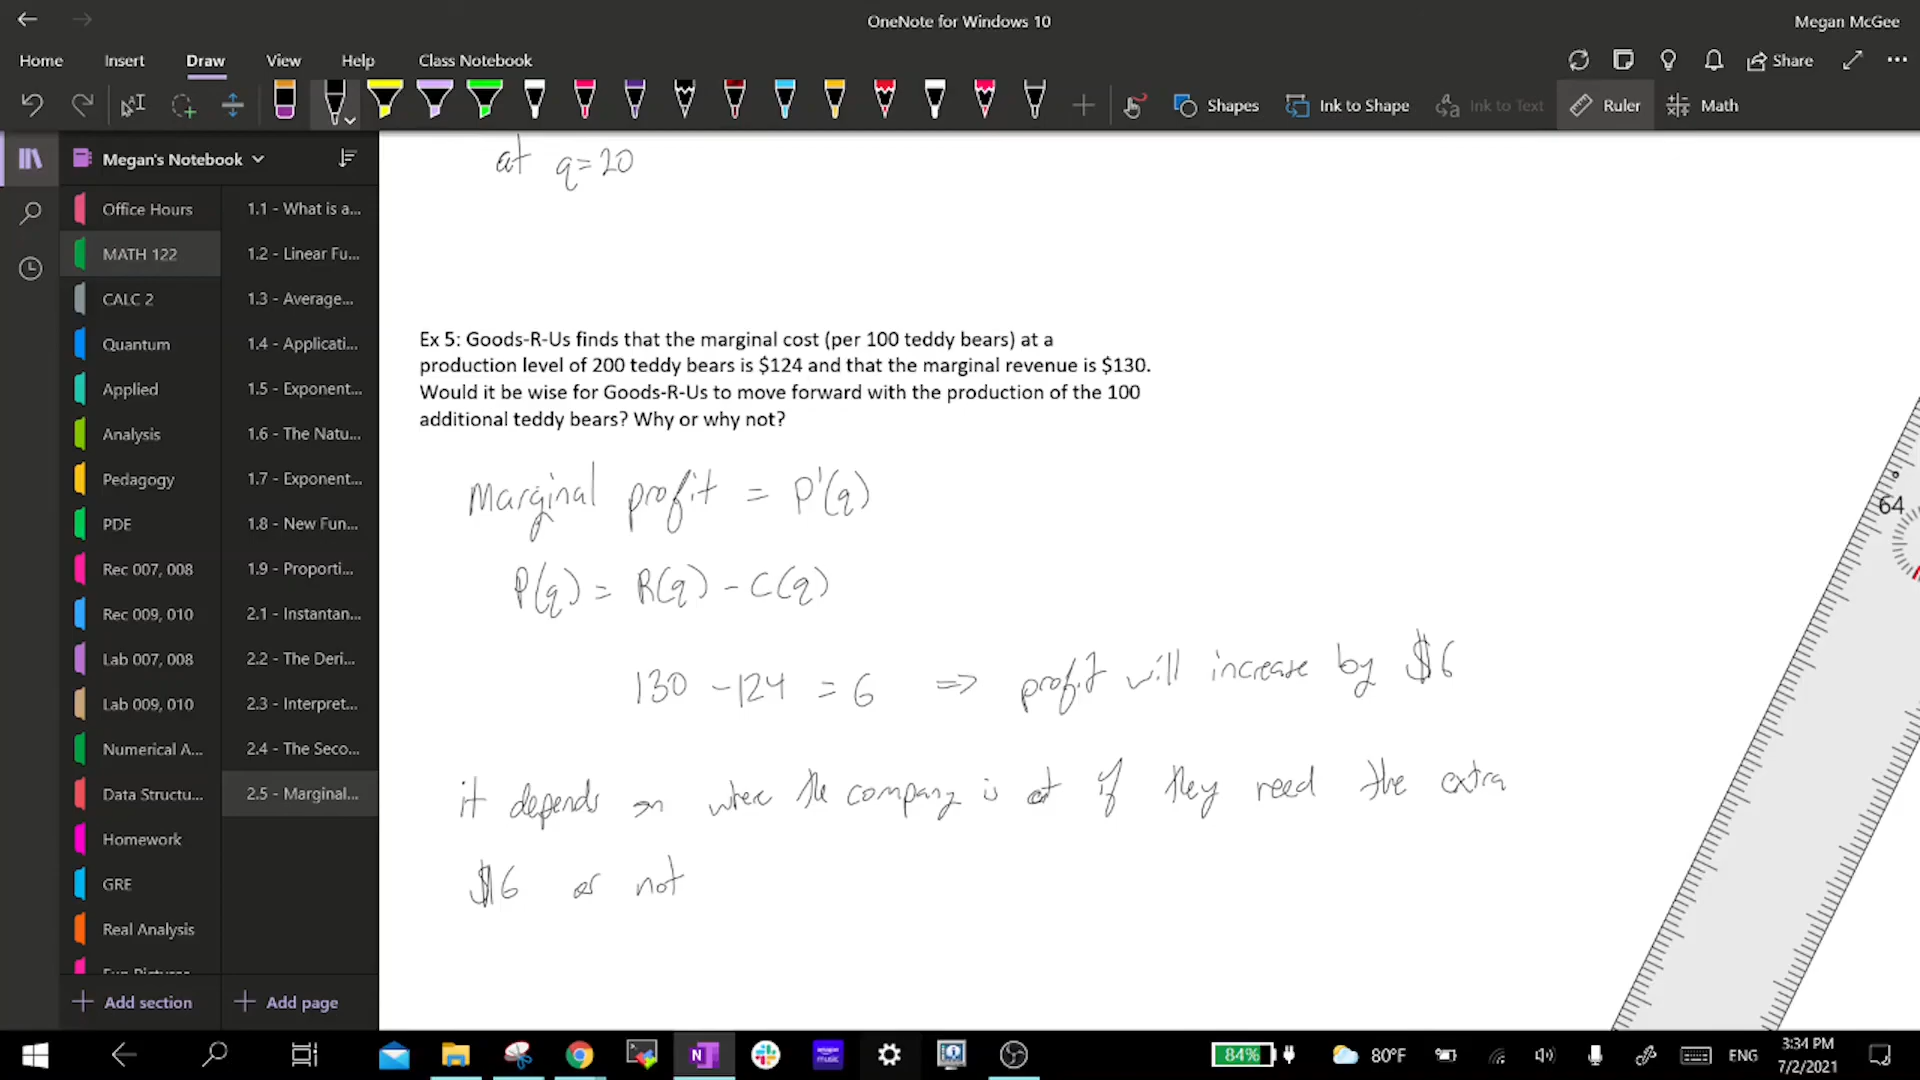 OneNote for Windows 10
Megan McGee
Home
Insert
Draw
View
Help
Class Notebook
Share
Shapes
Ink to Shape
Ink to Text
Ruler
Math
Megan's Notebook
Office Hours
MATH 122
CALC 2
Quantum
Applied
Analysis
Pedagogy
PDE
Rec 007, 008
Rec 009, 010
Lab 007, 008
Lab 009, 010
Numerical A...
Data Structu...
Homework
GRE
Real Analysis
Add section
1.1 - What is a...
1.2 - Linear Fu...
1.3 - Average...
1.4 - Applicati...
1.5 - Exponent...
1.6 - The Natu...
1.7 - Exponent...
1.8 - New Fun...
1.9 - Proporti...
2.1 - Instantan...
2.2 - The Deri...
2.3 - Interpret...
2.4 - The Seco...
2.5 - Marginal...
Add page
at q=20
Ex 5: Goods-R-Us finds that the marginal cost (per 100 teddy bears) at a
production level of 200 teddy bears is $124 and that the marginal revenue is $130.
Would it be wise for Goods-R-Us to move forward with the production of the 100
additional teddy bears? Why or why not?
Marginal profit = P'(q)
P(q) = R(q) - C(q)
130 - 124 = 6 => profit will increase by $6
it depends on where the company is at if they need the extra
$6 or not
64°
84%
80°F
ENG
3:34 PM
7/2/2021